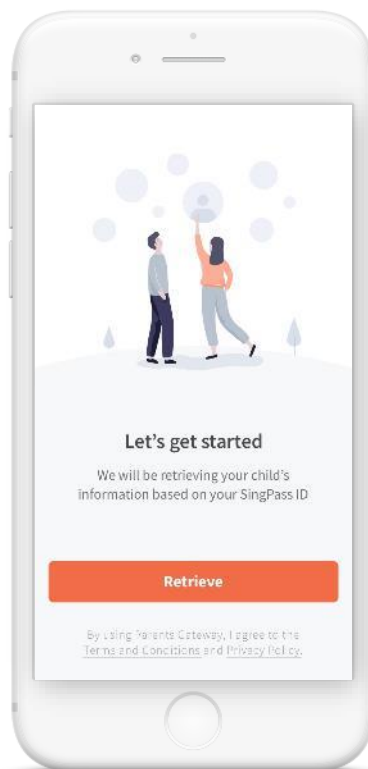 Let’s get started
We will be retrieving your child’s
information based on your SingPass ID
Retrieve
By using Parents Gateway, I agree to the
Terms and Conditions and Privacy Policy.